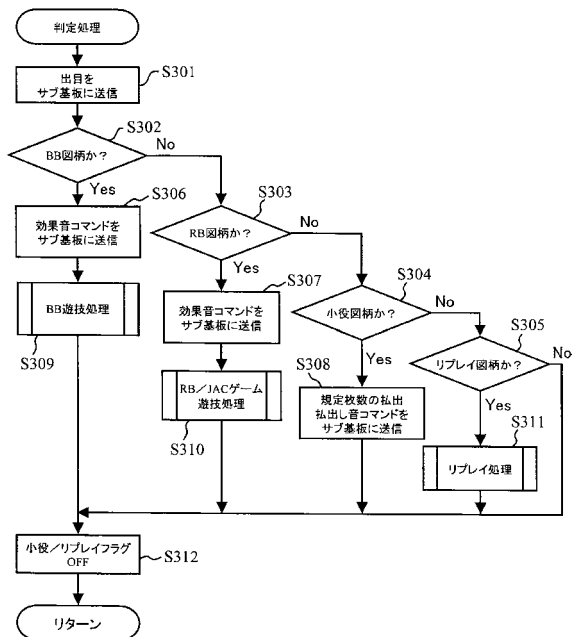 判定処理
出目を
サブ基板に送信
S301
BB図柄か？
S302
No
Yes
S306
効果音コマンドを
サブ基板に送信
BB遊技処理
S309
RB図柄か？
S303
No
Yes
S307
効果音コマンドを
サブ基板に送信
RB／JACゲーム
遊技処理
S310
小役図柄か？
S304
No
Yes
S308
規定枚数の払出
払出し音コマンドを
サブ基板に送信
リプレイ図柄か？
S305
No
Yes
S311
リプレイ処理
小役／リプレイフラグ
OFF
S312
リターン